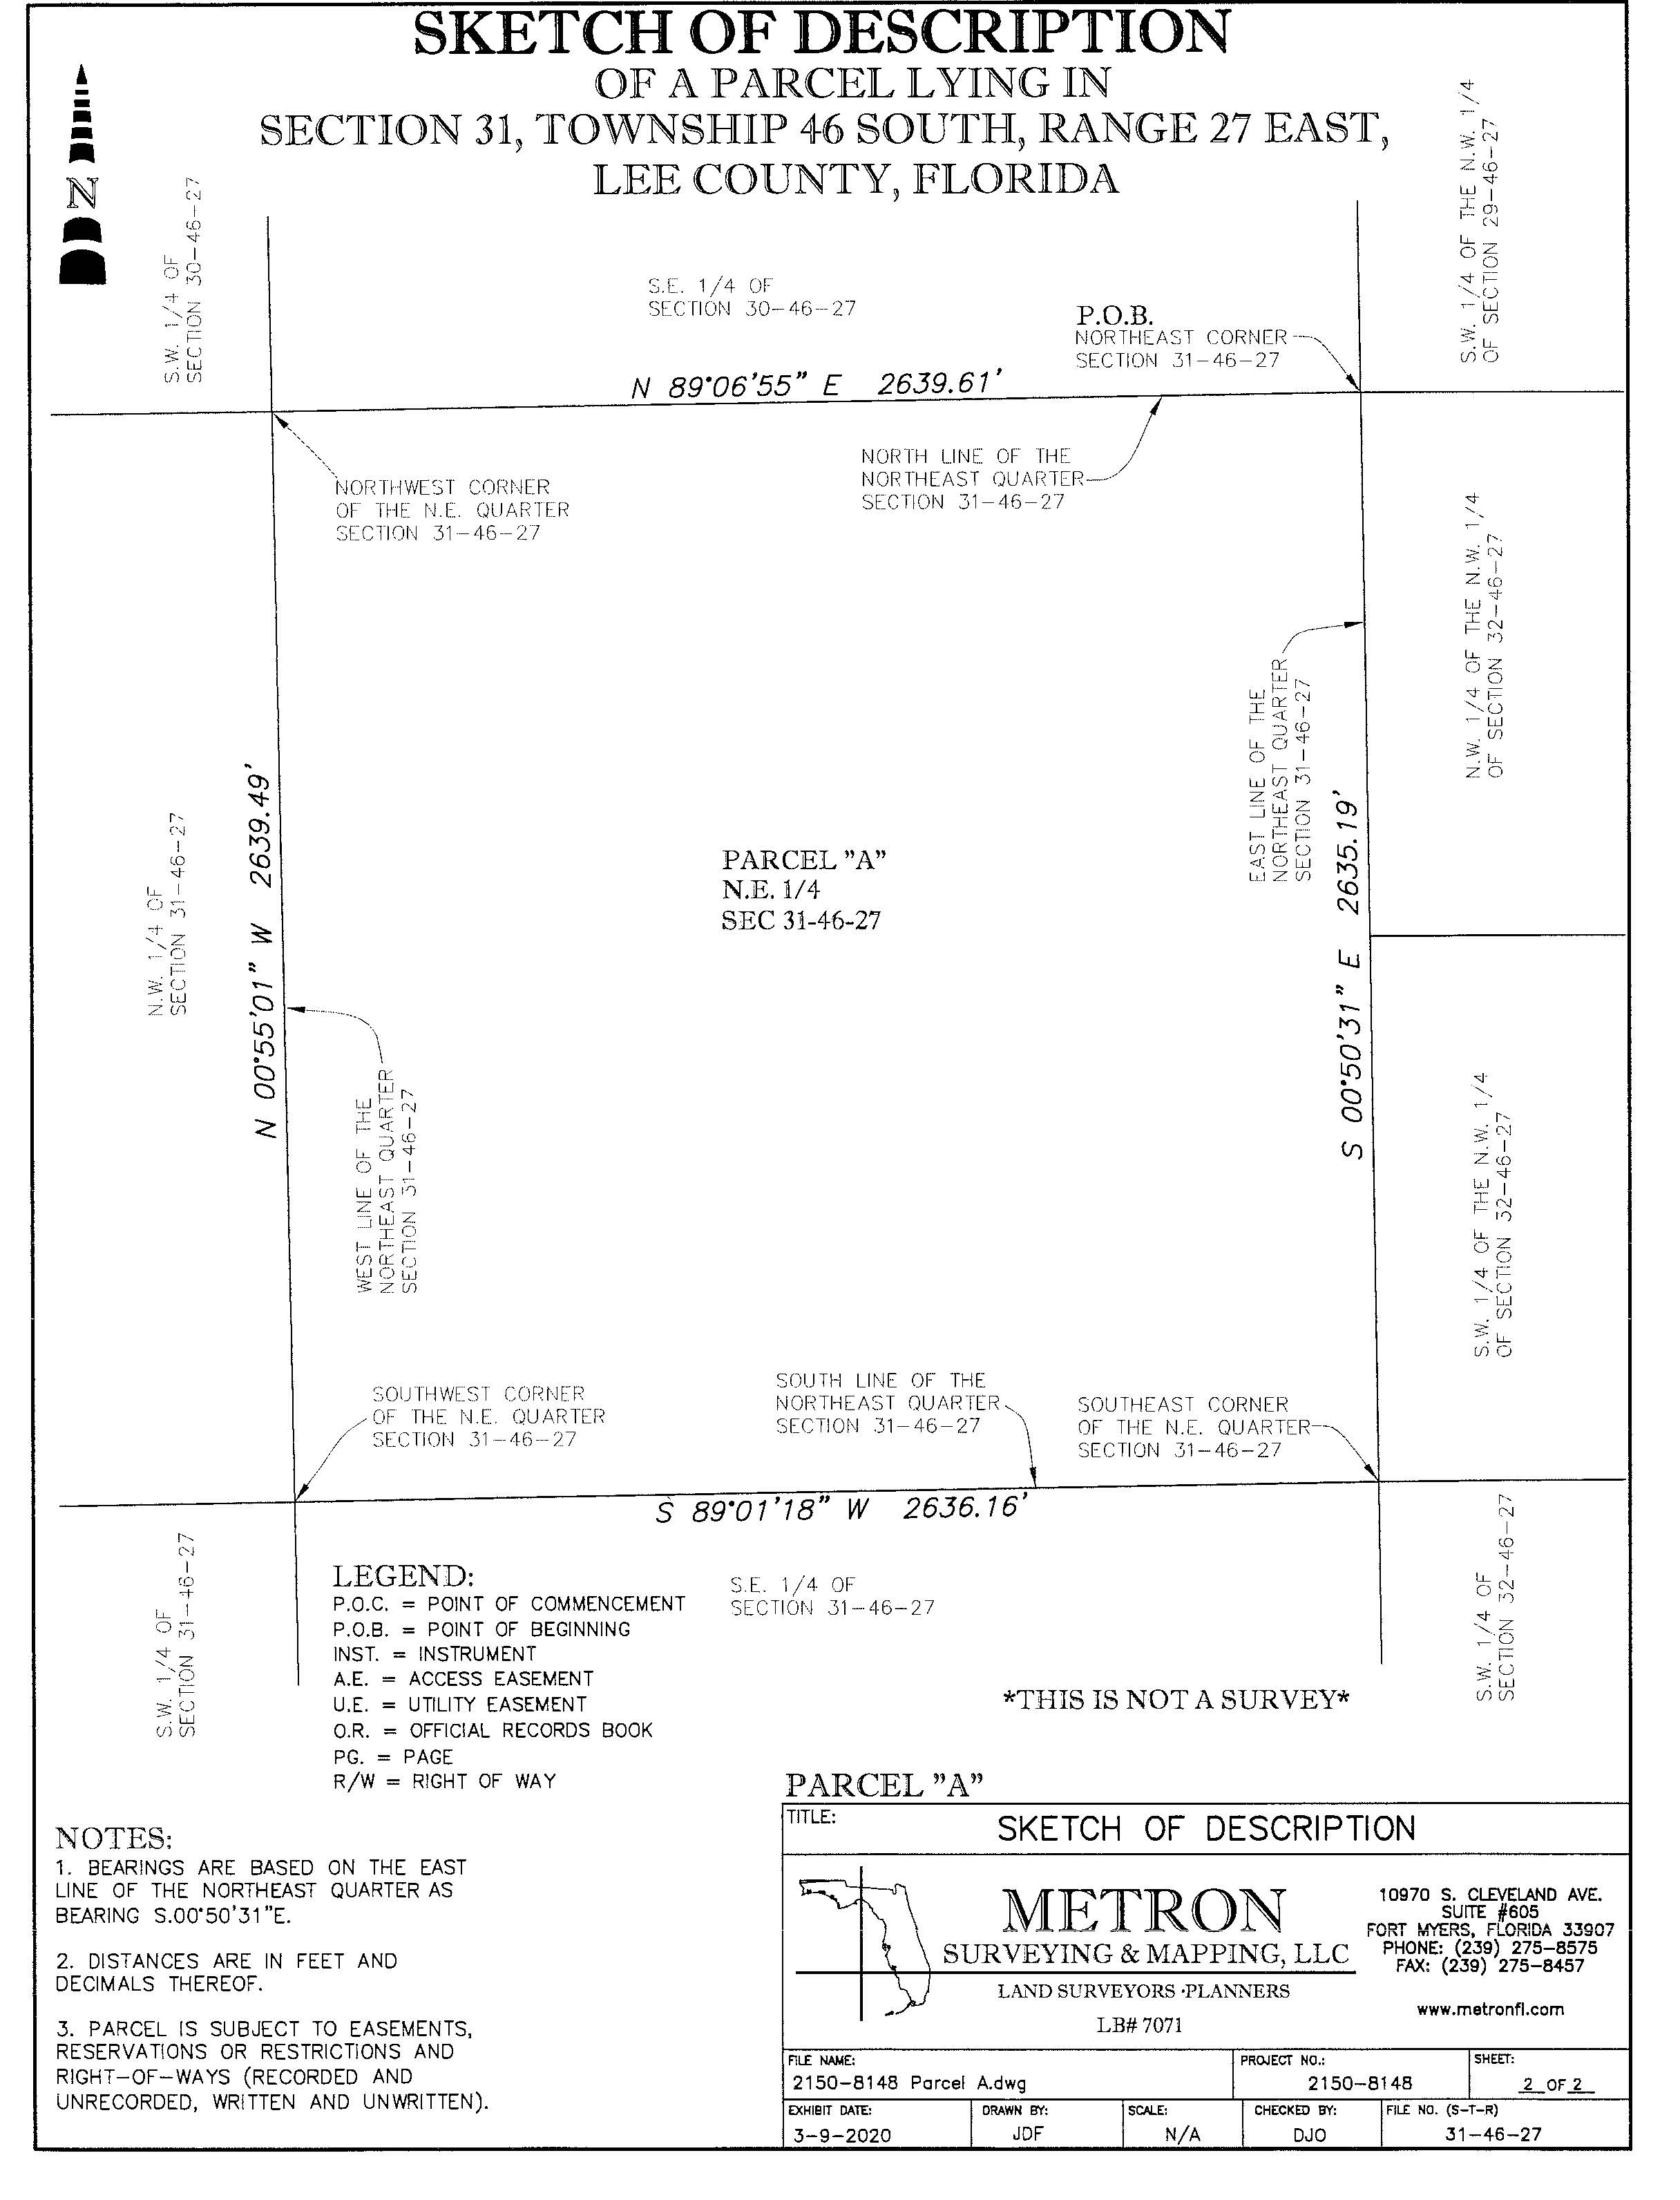 SKETCH OF DESCRIPTION
OF A PARCEL LYING IN
SECTION 31, TOWNSHIP 46 SOUTH, RANGE 27 EAST,
LEE COUNTY, FLORIDA
N
S.W. 1/4 OF
SECTION 30-46-27
S.E. 1/4 OF
SECTION 30-46-27
S.W. 1/4 OF THE N.W. 1/4
OF SECTION 29-46-27
P.O.B.
NORTHEAST CORNER
SECTION 31-46-27
N 89°06'55" E 2639.61'
NORTHWEST CORNER
OF THE N.E. QUARTER
SECTION 31-46-27
NORTH LINE OF THE
NORTHEAST QUARTER
SECTION 31-46-27
N.W. 1/4 OF THE N.W. 1/4
OF SECTION 32-46-27
EAST LINE OF THE
NORTHEAST QUARTER
SECTION 31-46-27
N.W. 1/4 OF
SECTION 31-46-27
N 00°55'01" W 2639.49'
PARCEL "A"
N.E. 1/4
SEC 31-46-27
S 00°50'31" E 2635.19'
WEST LINE OF THE
NORTHEAST QUARTER
SECTION 31-46-27
S.W. 1/4 OF THE N.W. 1/4
OF SECTION 32-46-27
SOUTHWEST CORNER
OF THE N.E. QUARTER
SECTION 31-46-27
SOUTH LINE OF THE
NORTHEAST QUARTER
SECTION 31-46-27
SOUTHEAST CORNER
OF THE N.E. QUARTER
SECTION 31-46-27
S 89°01'18" W 2636.16'
S.W. 1/4 OF
SECTION 31-46-27
S.E. 1/4 OF
SECTION 31-46-27
S.W. 1/4 OF
SECTION 32-46-27
LEGEND:
P.O.C. = POINT OF COMMENCEMENT
P.O.B. = POINT OF BEGINNING
INST. = INSTRUMENT
A.E. = ACCESS EASEMENT
U.E. = UTILITY EASEMENT
O.R. = OFFICIAL RECORDS BOOK
PG. = PAGE
R/W = RIGHT OF WAY
*THIS IS NOT A SURVEY*
NOTES:
1. BEARINGS ARE BASED ON THE EAST
LINE OF THE NORTHEAST QUARTER AS
BEARING S.00°50'31"E.
2. DISTANCES ARE IN FEET AND
DECIMALS THEREOF.
3. PARCEL IS SUBJECT TO EASEMENTS,
RESERVATIONS OR RESTRICTIONS AND
RIGHT-OF-WAYS (RECORDED AND
UNRECORDED, WRITTEN AND UNWRITTEN).
PARCEL "A"
TITLE:
SKETCH OF DESCRIPTION
METRON
SURVEYING & MAPPING, LLC
LAND SURVEYORS ·PLANNERS
LB# 7071
10970 S. CLEVELAND AVE.
SUITE #605
FORT MYERS, FLORIDA 33907
PHONE: (239) 275-8575
FAX: (239) 275-8457
www.metronfl.com
FILE NAME:
2150-8148 Parcel A.dwg
PROJECT NO.:
2150-8148
SHEET:
2 OF 2
EXHIBIT DATE:
3-9-2020
DRAWN BY:
JDF
SCALE:
N/A
CHECKED BY:
DJO
FILE NO. (S-T-R)
31-46-27